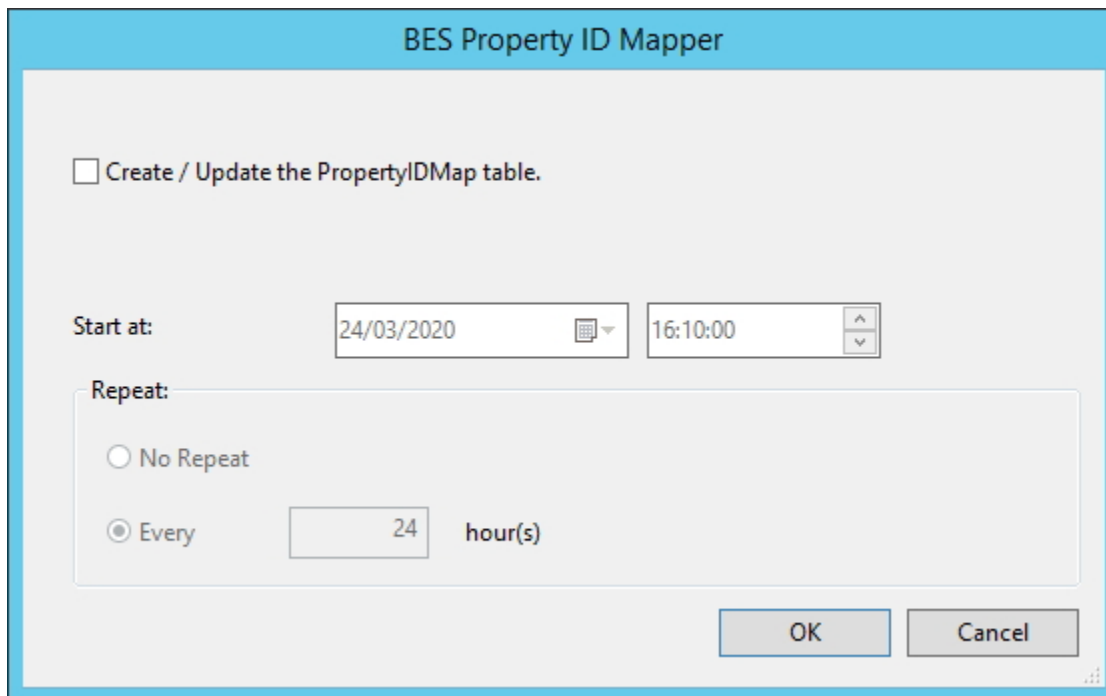 BES Property ID Mapper
Create / Update the PropertyIDMap table.
Start at: 24/03/2020 16:10:00
Repeat:
No Repeat
Every 24 hour(s)
OK Cancel